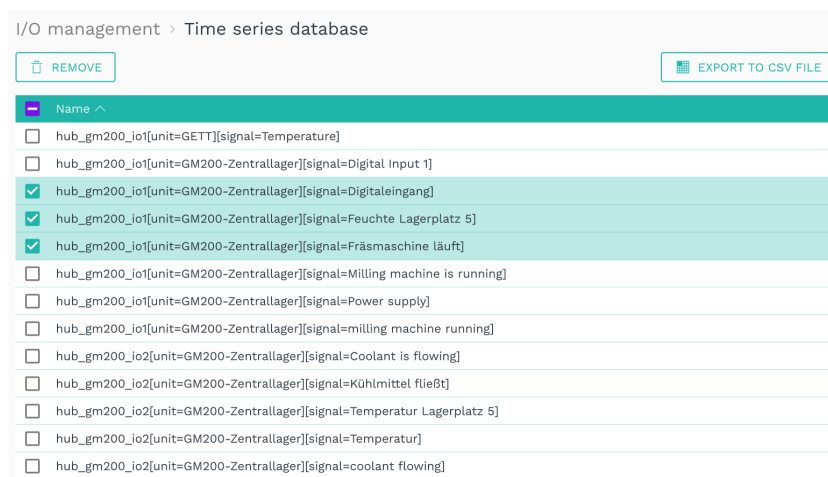 I/O management > Time series database
REMOVE
EXPORT TO CSV FILE
Name
hub_gm200_io1[unit=GETT][signal=Temperature]
hub_gm200_io1[unit=GM200-Zentrallager][signal=Digital Input 1]
hub_gm200_io1[unit=GM200-Zentrallager][signal=Digitaleingang]
hub_gm200_io1[unit=GM200-Zentrallager][signal=Feuchte Lagerplatz 5]
hub_gm200_io1[unit=GM200-Zentrallager][signal=Fräsmaschine läuft]
hub_gm200_io1[unit=GM200-Zentrallager][signal=Milling machine is running]
hub_gm200_io1[unit=GM200-Zentrallager][signal=Power supply]
hub_gm200_io1[unit=GM200-Zentrallager][signal=milling machine running]
hub_gm200_io2[unit=GM200-Zentrallager][signal=Coolant is flowing]
hub_gm200_io2[unit=GM200-Zentrallager][signal=Kühlmittel fließt]
hub_gm200_io2[unit=GM200-Zentrallager][signal=Temperatur Lagerplatz 5]
hub_gm200_io2[unit=GM200-Zentrallager][signal=Temperatur]
hub_gm200_io2[unit=GM200-Zentrallager][signal=coolant flowing]